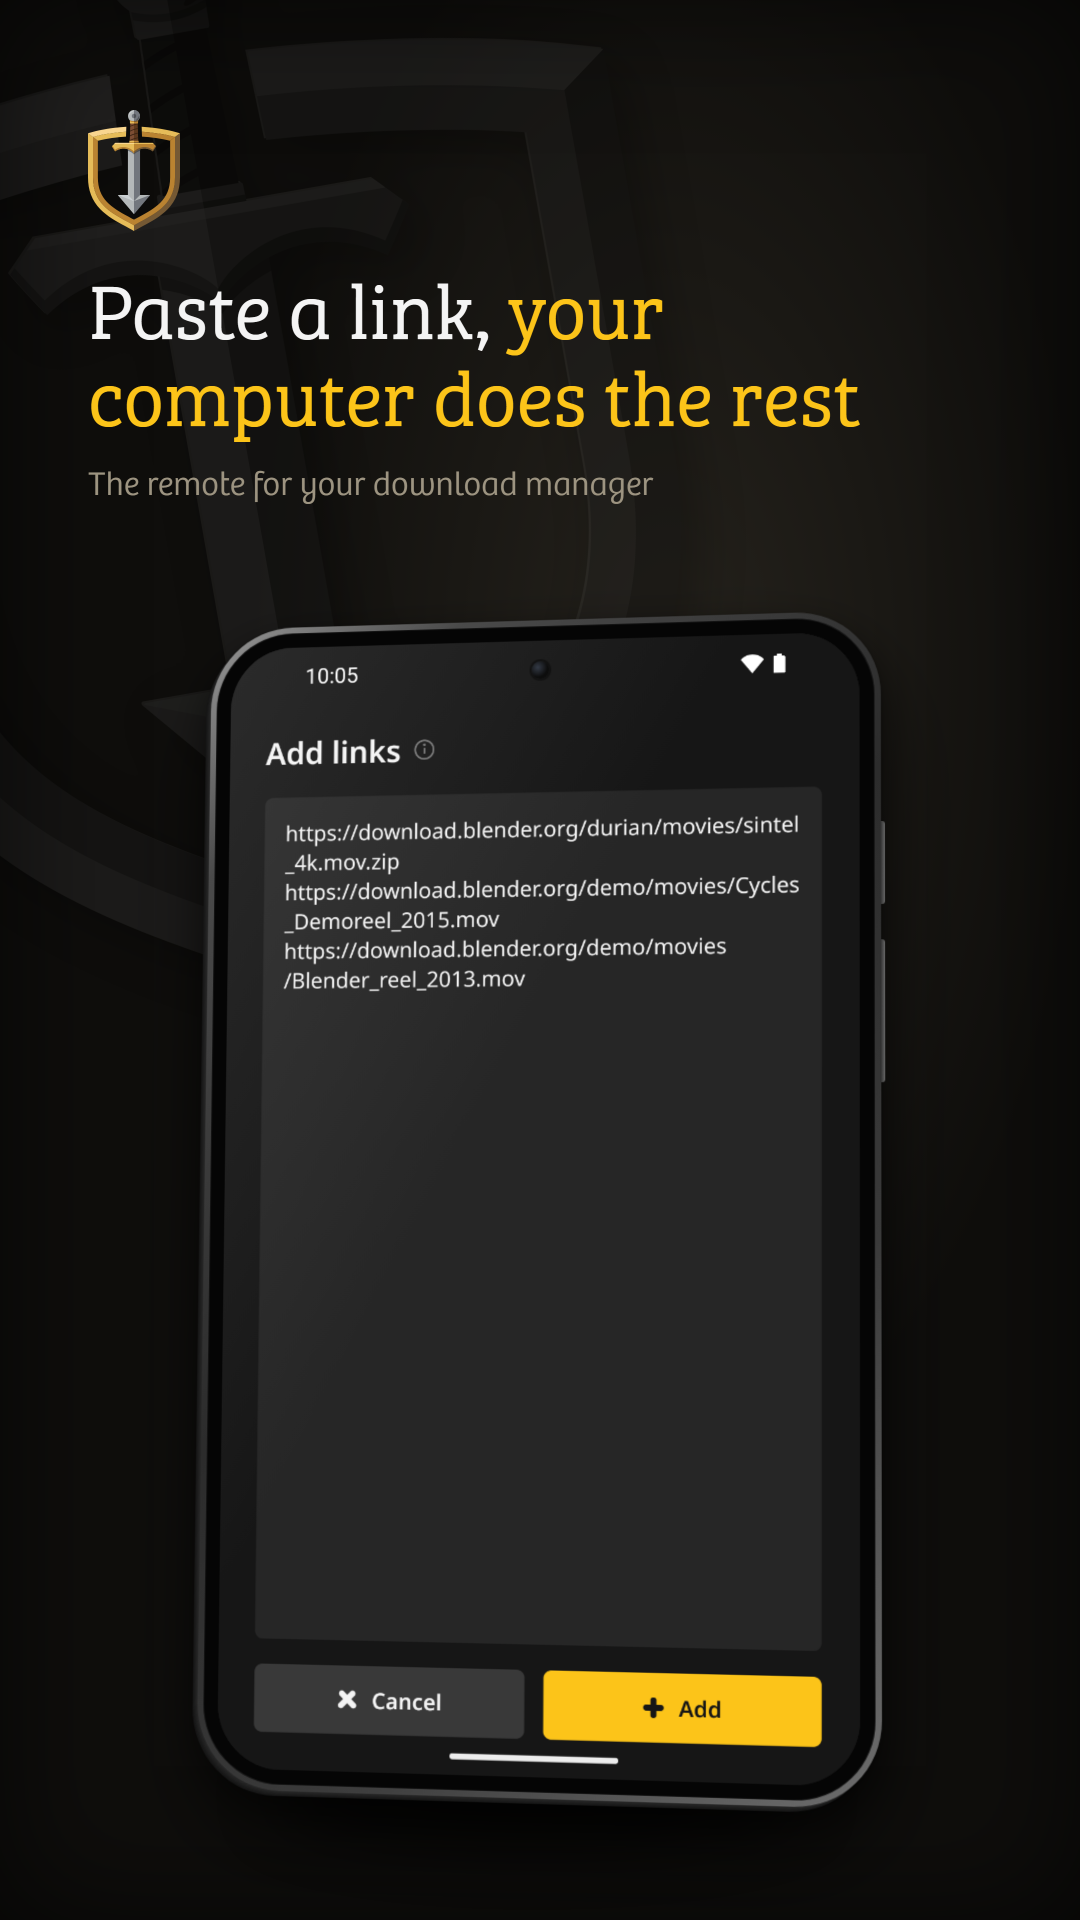 Paste a link, your
computer does the rest
The remote for your download manager
10:05
Add links
https://download.blender.org/durian/movies/sintel
_4k.mov.zip
https://download.blender.org/demo/movies/Cycles
_Demoreel_2015.mov
https://download.blender.org/demo/movies
/Blender_reel_2013.mov
Cancel
Add